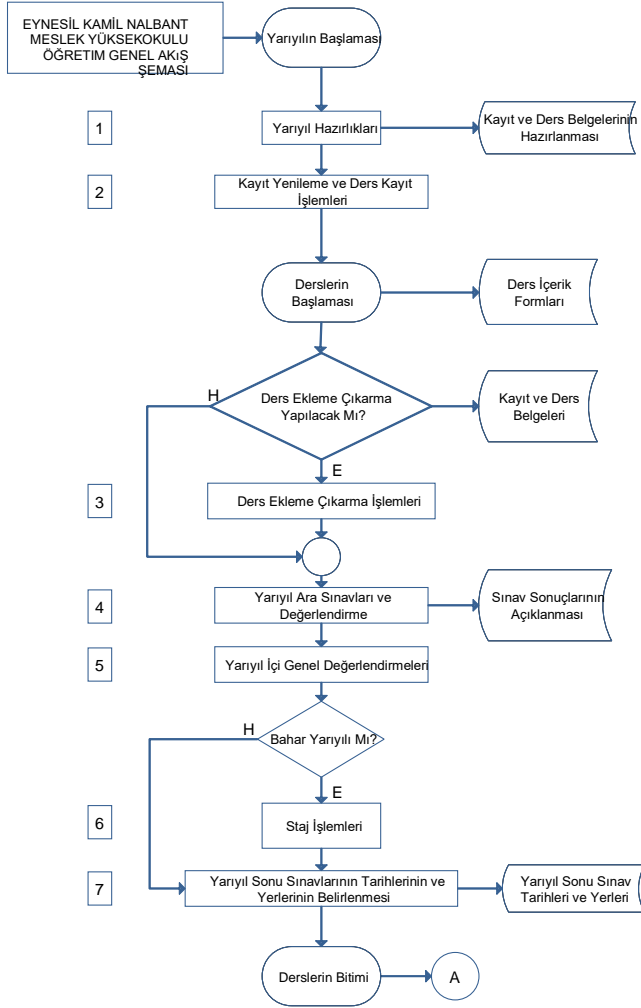 EYNESİL KAMİL NALBANT
MESLEK YÜKSEKOKULU
ÖĞRETIM GENEL AKıŞ
ŞEMASI
Yarıyılın Başlaması
1
Yarıyıl Hazırlıkları
Kayıt ve Ders Belgelerinin
Hazırlanması
2
Kayıt Yenileme ve Ders Kayıt
İşlemleri
Derslerin
Başlaması
Ders İçerik
Formları
H
Ders Ekleme Çıkarma
Yapılacak Mı?
Kayıt ve Ders
Belgeleri
E
3
Ders Ekleme Çıkarma İşlemleri
4
Yarıyıl Ara Sınavları ve
Değerlendirme
Sınav Sonuçlarının
Açıklanması
5
Yarıyıl İçi Genel Değerlendirmeleri
H
Bahar Yarıyılı Mı?
E
6
Staj İşlemleri
7
Yarıyıl Sonu Sınavlarının Tarihlerinin ve
Yerlerinin Belirlenmesi
Yarıyıl Sonu Sınav
Tarihleri ve Yerleri
Derslerin Bitimi
A